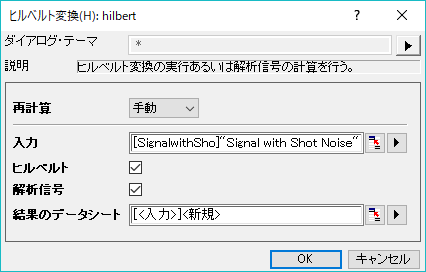 ヒルベルト変換(H): hilbert
ダイアログ・テーマ *
説明 ヒルベルト変換の実行あるいは解析信号の計算を行う。
再計算 手動
入力 [SignalwithSho]"Signal with Shot Noise"
ヒルベルト
解析信号
結果のデータシート [<入力>]<新規>
OK キャンセル